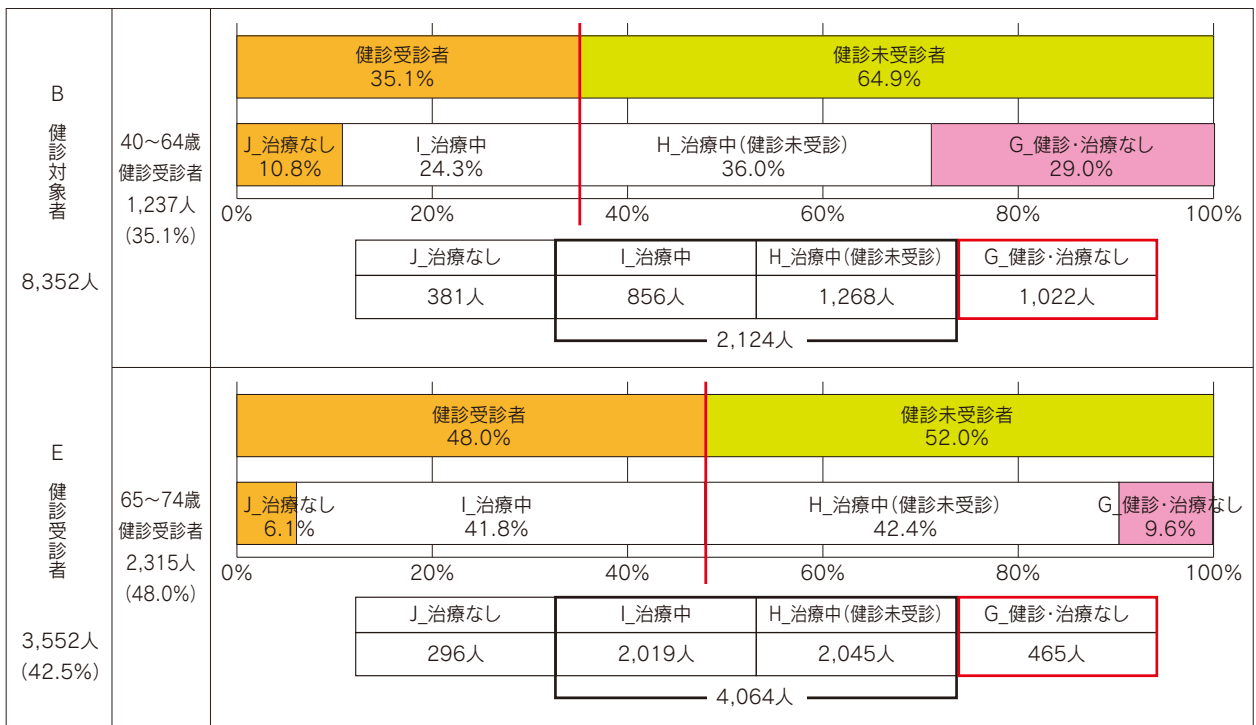 B
健診対象者
8,352人
E
健診受診者
3,552人
(42.5%)
40～64歳
健診受診者
1,237人
(35.1%)
健診受診者
35.1%
健診未受診者
64.9%
J_治療なし
10.8%
I_治療中
24.3%
H_治療中(健診未受診)
36.0%
G_健診・治療なし
29.0%
0% 20% 40% 60% 80% 100%
J_治療なし I_治療中 H_治療中(健診未受診) G_健診・治療なし
381人 856人 1,268人 1,022人
2,124人
65～74歳
健診受診者
2,315人
(48.0%)
健診受診者
48.0%
健診未受診者
52.0%
J_治療なし
6.1%
I_治療中
41.8%
H_治療中(健診未受診)
42.4%
G_健診・治療なし
9.6%
0% 20% 40% 60% 80% 100%
J_治療なし I_治療中 H_治療中(健診未受診) G_健診・治療なし
296人 2,019人 2,045人 465人
4,064人